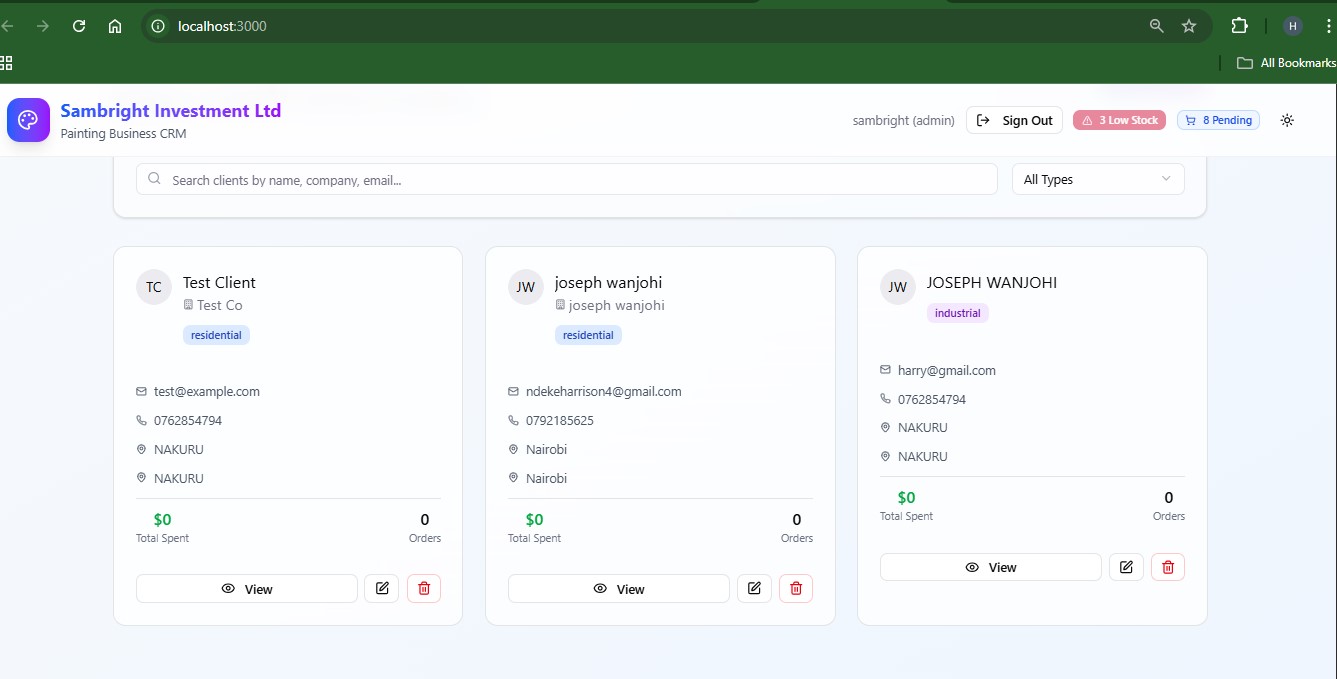 localhost:3000
H
All Bookmarks
Sambright Investment Ltd
Painting Business CRM
sambright (admin)
Sign Out
3 Low Stock
8 Pending
Search clients by name, company, email...
All Types
TC
Test Client
Test Co
residential
test@example.com
0762854794
NAKURU
NAKURU
$0
0
Total Spent
Orders
View
JW
joseph wanjohi
joseph wanjohi
residential
ndekeharrison4@gmail.com
0792185625
Nairobi
Nairobi
$0
0
Total Spent
Orders
View
JW
JOSEPH WANJOHI
industrial
harry@gmail.com
0762854794
NAKURU
NAKURU
$0
0
Total Spent
Orders
View